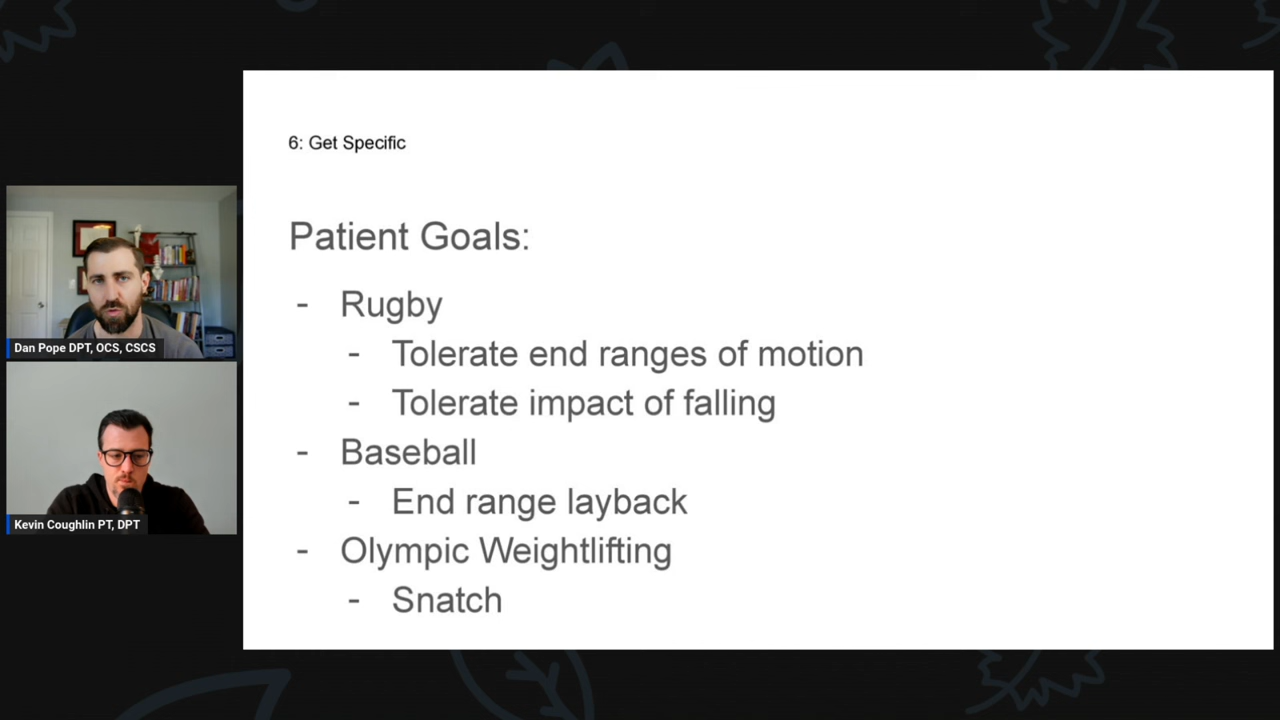 6: Get Specific
Patient Goals:
- Rugby
- Tolerate end ranges of motion
- Tolerate impact of falling
- Baseball
- End range layback
- Olympic Weightlifting
- Snatch
Dan Pope DPT, OCS, CSCS
Kevin Coughlin PT, DPT